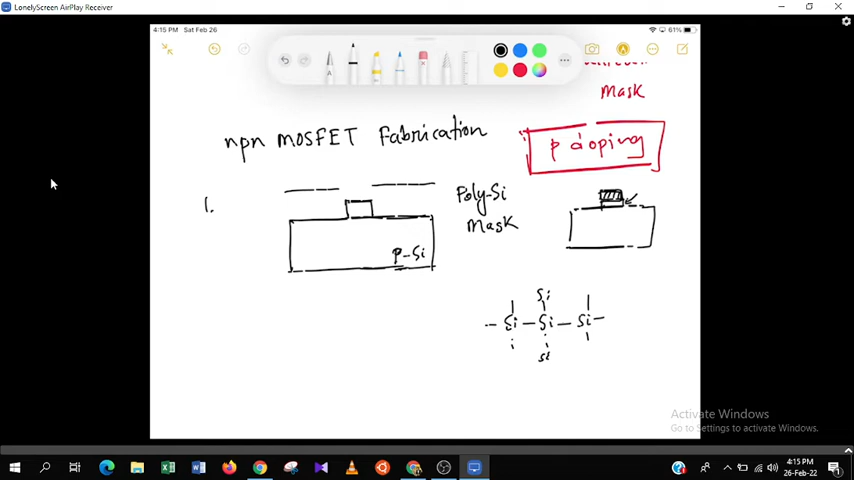 LonelyScreen AirPlay Receiver
4:15 PM Sat Feb 26
61%
A
Mask
npn MOSFET Fabrication
p doping
1.
Poly-Si
Mask
p-Si
Si
Si Si Si
Si
Activate Windows
Go to Settings to activate Windows.
4:15 PM
26-Feb-22